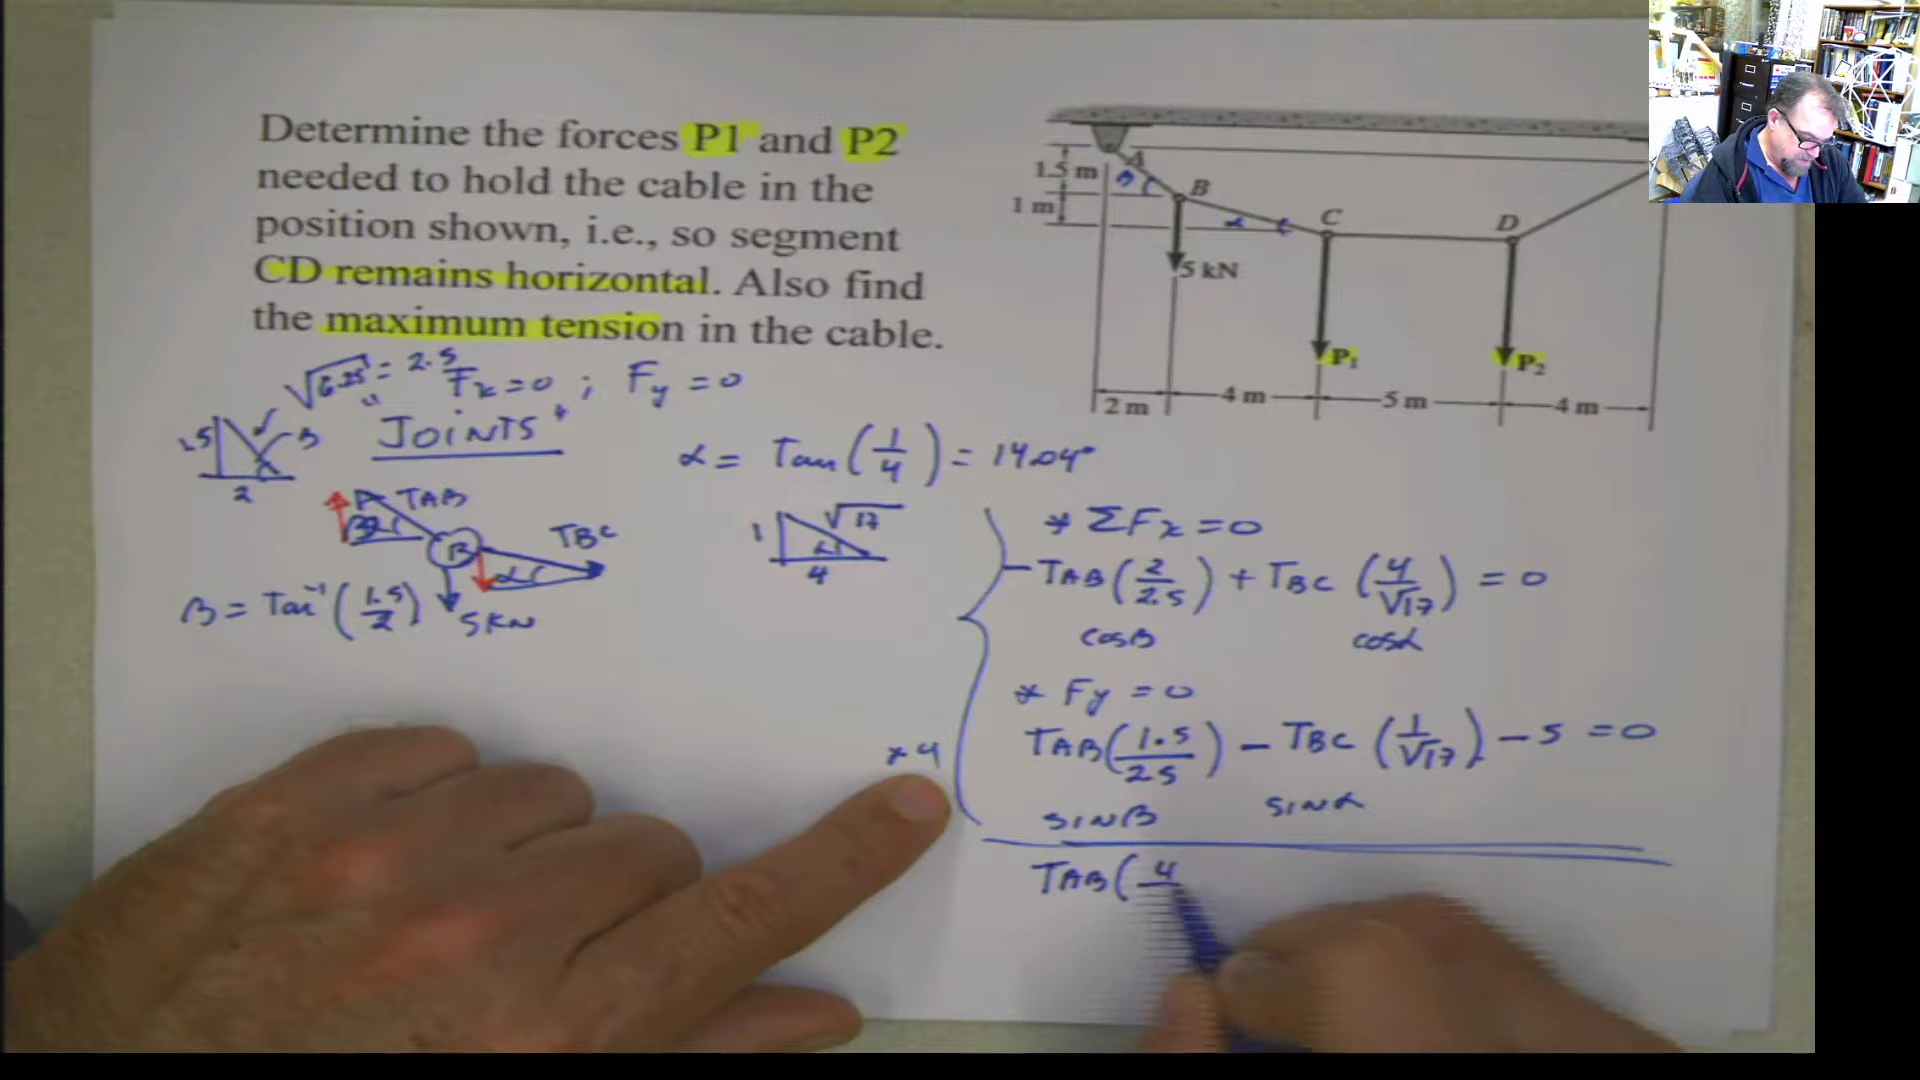 Determine the forces P1 and P2
needed to hold the cable in the
position shown, i.e., so segment
CD remains horizontal. Also find
the maximum tension in the cable.
A
1.5 m
B
1 m
α
C
D
5 kN
P₁
P₂
2 m
4 m
5 m
4 m
√6.25 = 2.5
Fx = 0 ; Fy = 0
"JOINTS"
1.5
B
2
α = Tan (1/4) = 14.04°
TAB
B
TBC
α
5KN
B = Tan⁻¹ (1.5/2)
1
√17
α
4
* ΣFx = 0
-TAB (2/2.5) + TBC (4/√17) = 0
cosB
cosα
* Fy = 0
*4
TAB (1.5/2.5) - TBC (1/√17) - 5 = 0
sinB
sinα
TAB ( 4